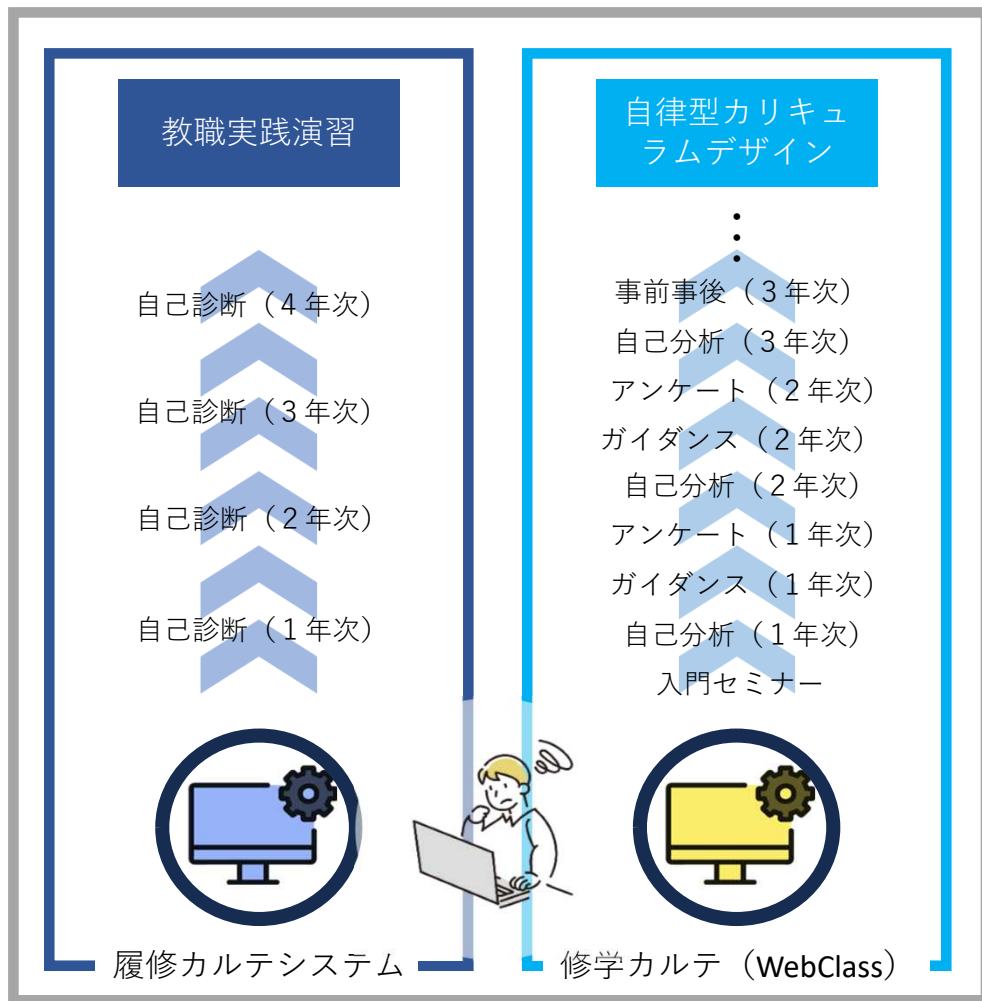 教職実践演習
自己診断（４年次）
自己診断（３年次）
自己診断（２年次）
自己診断（１年次）
履修カルテシステム
自律型カリキュ
ラムデザイン
事前事後（３年次）
自己分析（３年次）
アンケート（２年次）
ガイダンス（２年次）
自己分析（２年次）
アンケート（１年次）
ガイダンス（１年次）
自己分析（１年次）
入門セミナー
修学カルテ（WebClass）